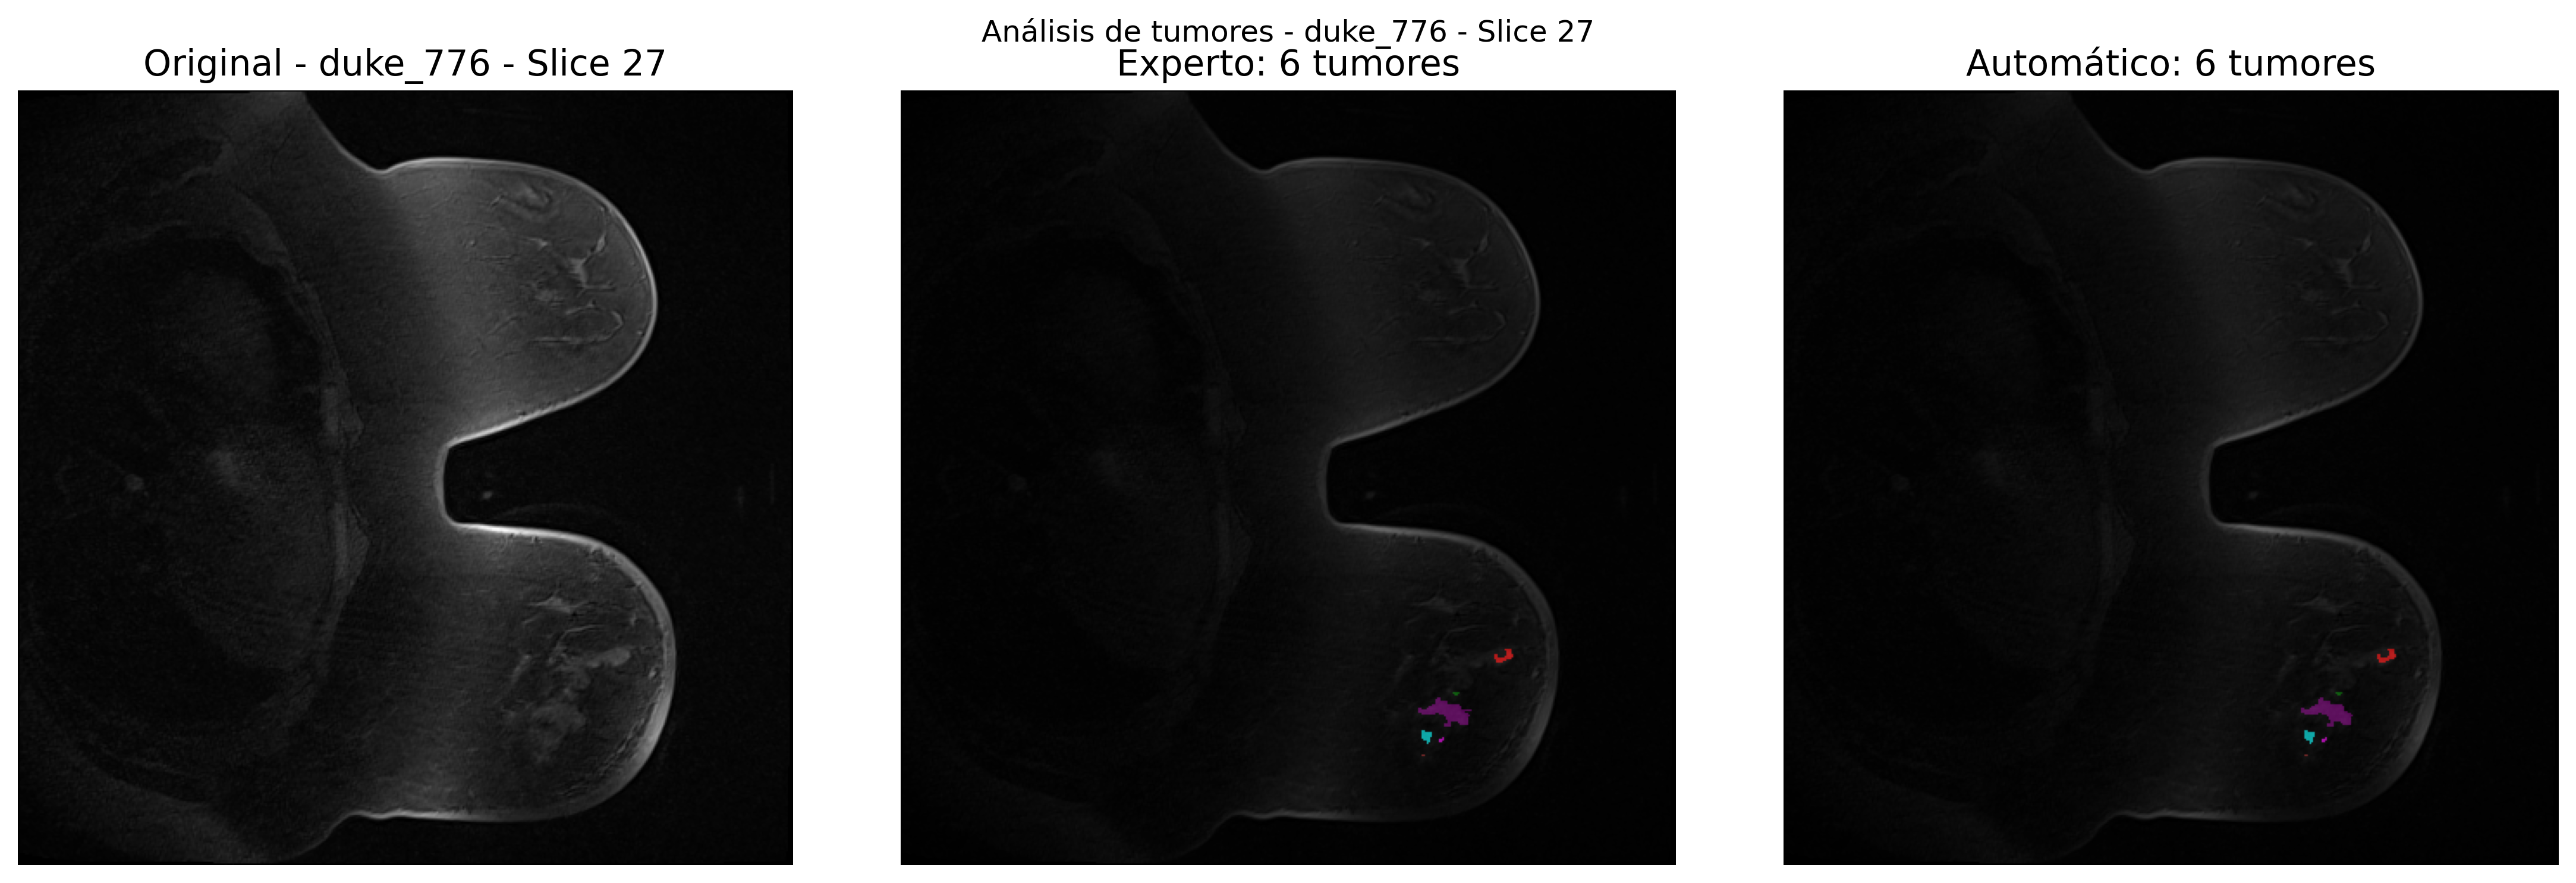 Análisis de tumores - duke_776 - Slice 27
Original - duke_776 - Slice 27
Experto: 6 tumores
Automático: 6 tumores